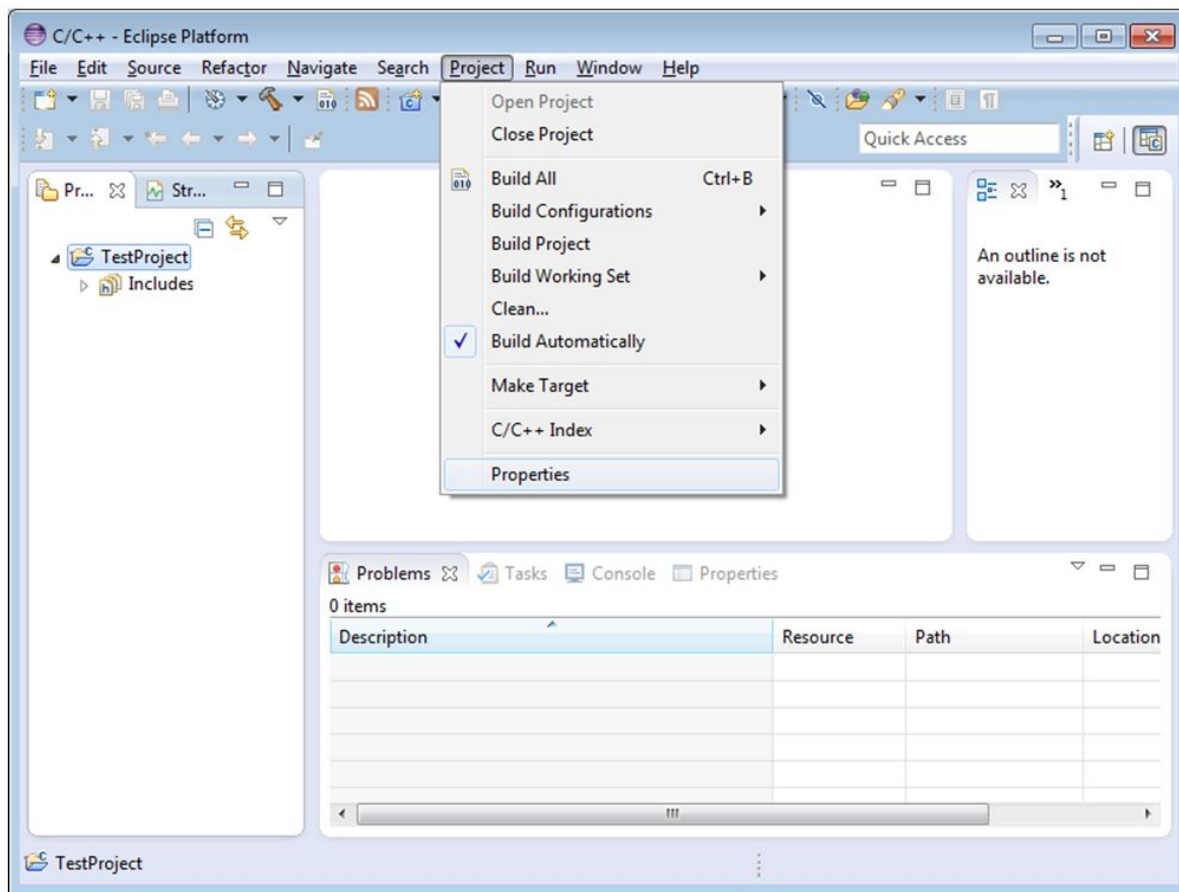 C/C++ - Eclipse Platform
File Edit Source Refactor Navigate Search Project Run Window Help
Quick Access
Open Project
Close Project
Build All Ctrl+B
Build Configurations
Build Project
Build Working Set
Clean...
Build Automatically
Make Target
C/C++ Index
Properties
Pr... Str...
TestProject
Includes
»1
An outline is not
available.
Problems Tasks Console Properties
0 items
Description Resource Path Location
TestProject